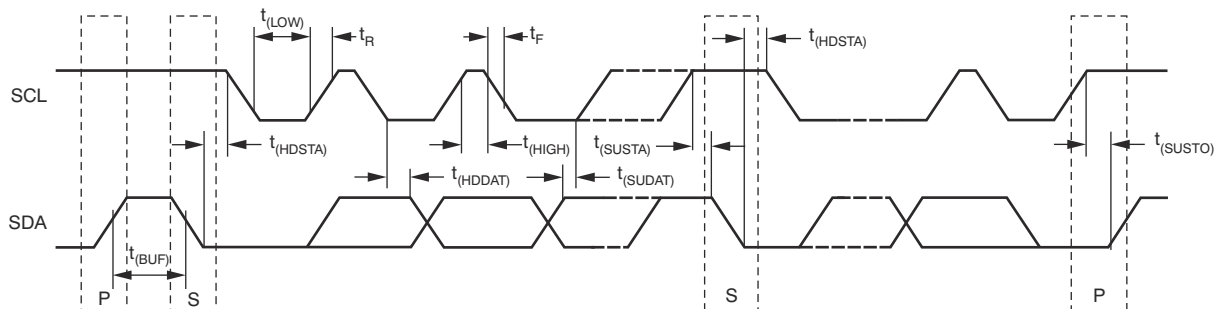 t(LOW)
tR
tF
t(HDSTA)
SCL
t(HDSTA)
t(HIGH)
t(SUSTA)
t(SUSTO)
t(HDDAT)
t(SUDAT)
SDA
t(BUF)
P
S
S
P